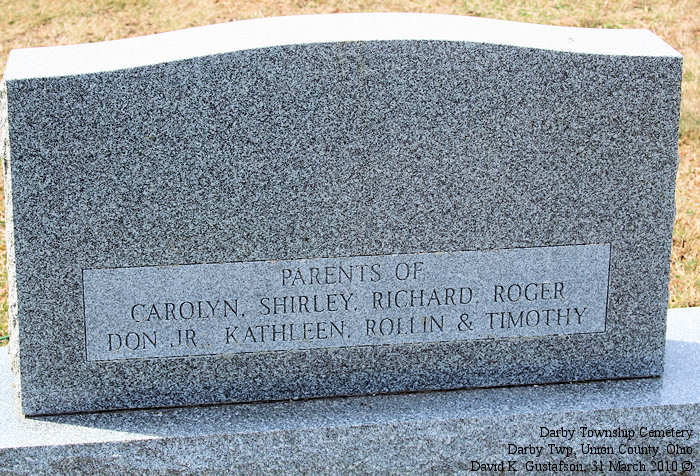 PARENTS OF
CAROLYN, SHIRLEY, RICHARD, ROGER
DON ,JR KATHLEEN, ROLLIN & TIMOTHY
Darby Township Cemetery
Darby Twp, Union County, Ohio
David K. Gustafson, 31 March 2010 ©